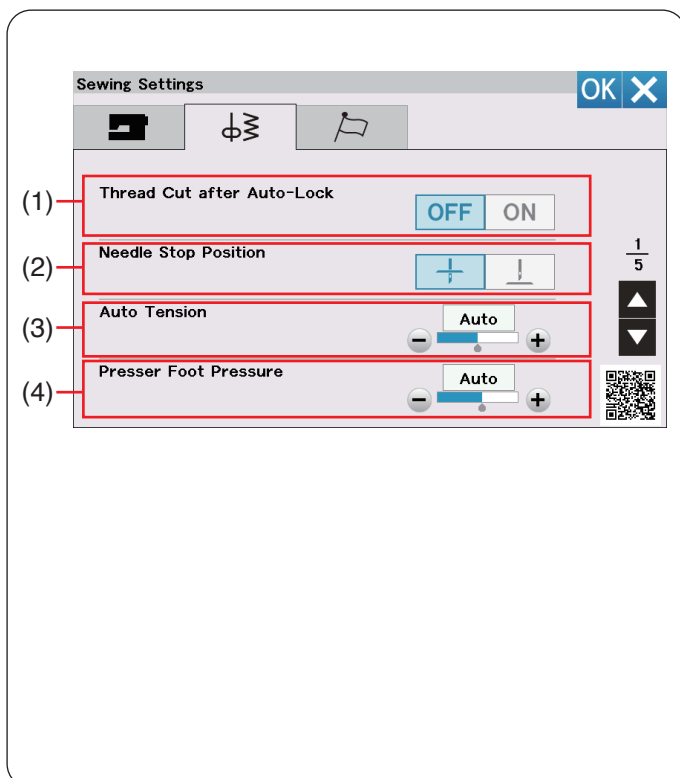 Sewing Settings
OK
(1)
Thread Cut after Auto-Lock
OFF ON
(2)
Needle Stop Position
1
5
(3)
Auto Tension
Auto
− +
(4)
Presser Foot Pressure
Auto
− +